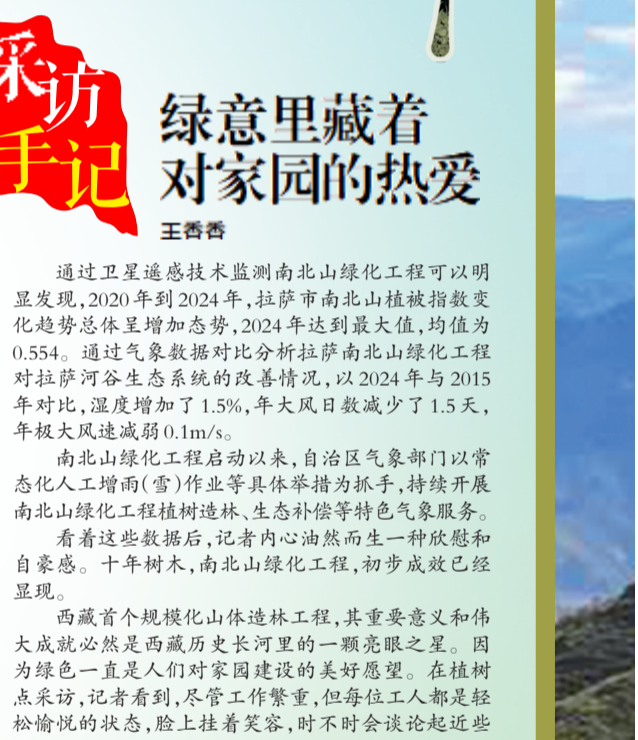 采访
手记
绿意里藏着
对家园的热爱
王香香
通过卫星遥感技术监测南北山绿化工程可以明
显发现,2020年到2024年,拉萨市南北山植被指数变
化趋势总体呈增加态势,2024年达到最大值,均值为
0.554。通过气象数据对比分析拉萨南北山绿化工程
对拉萨河谷生态系统的改善情况,以2024年与2015
年对比,湿度增加了1.5%,年大风日数减少了1.5天,
年极大风速减弱0.1m/s。
南北山绿化工程启动以来,自治区气象部门以常
态化人工增雨(雪)作业等具体举措为抓手,持续开展
南北山绿化工程植树造林、生态补偿等特色气象服务。
看着这些数据后,记者内心油然而生一种欣慰和
自豪感。十年树木,南北山绿化工程,初步成效已经
显现。
西藏首个规模化山体造林工程,其重要意义和伟
大成就必然是西藏历史长河里的一颗亮眼之星。因
为绿色一直是人们对家园建设的美好愿望。在植树
点采访,记者看到,尽管工作繁重,但每位工人都是轻
松愉悦的状态,脸上挂着笑容,时不时会谈论起近些